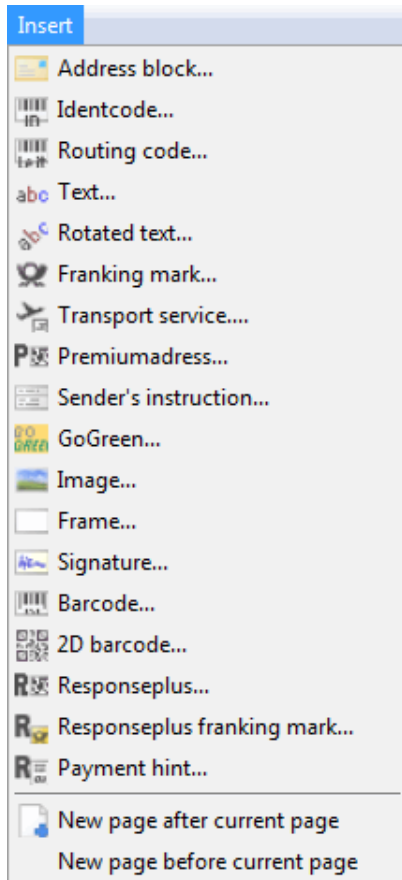 Insert
Address block...
Identcode...
Routing code...
abc Text...
abc Rotated text...
Franking mark...
Transport service....
P Premiumadress...
Sender's instruction...
GO GREEN GoGreen...
Image...
Frame...
Signature...
Barcode...
2D barcode...
R Responseplus...
R Responseplus franking mark...
R Payment hint...
New page after current page
New page before current page